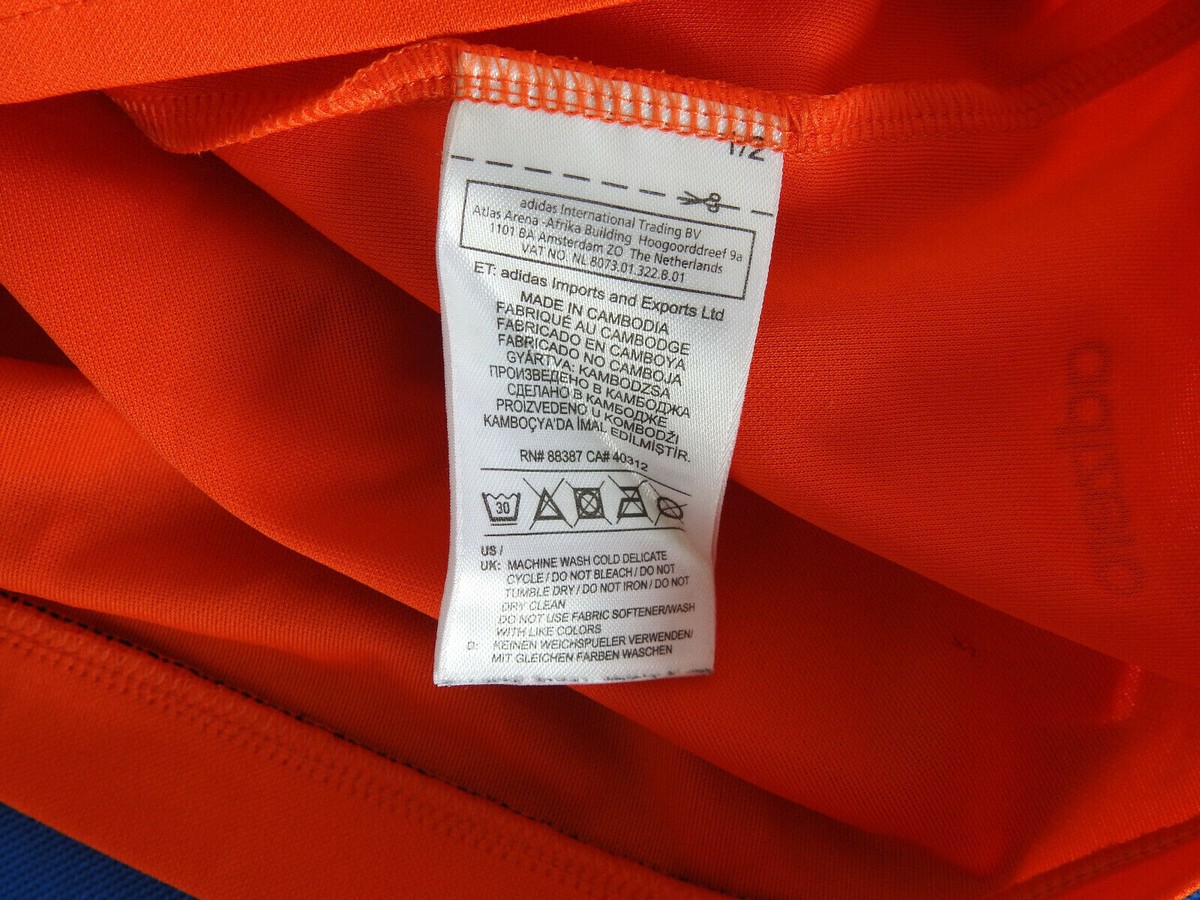 1/2
adidas International Trading BV
Atlas Arena -Afrika Building Hoogoorddreef 9a
1101 BA Amsterdam ZO The Netherlands
VAT NO. NL 8073.01.322.B.01
ET: adidas Imports and Exports Ltd
MADE IN CAMBODIA
FABRIQUÉ AU CAMBODGE
FABRICADO EN CAMBOYA
FABRICADO NO CAMBOJA
GYÁRTVA: KAMBODZSA
ПРОИЗВЕДЕНО В КАМБОДЖА
СДЕЛАНО В КАМБОДЖЕ
PROIZVEDENO U KOMBODŽI
KAMBOÇYA'DA İMAL EDİLMİŞTİR.
RN# 88387 CA# 40312
30
US /
UK: MACHINE WASH COLD DELICATE
CYCLE / DO NOT BLEACH / DO NOT
TUMBLE DRY / DO NOT IRON / DO NOT
DRY CLEAN
DO NOT USE FABRIC SOFTENER/WASH
WITH LIKE COLORS
D: KEINEN WEICHSPUELER VERWENDEN/
MIT GLEICHEN FARBEN WASCHEN